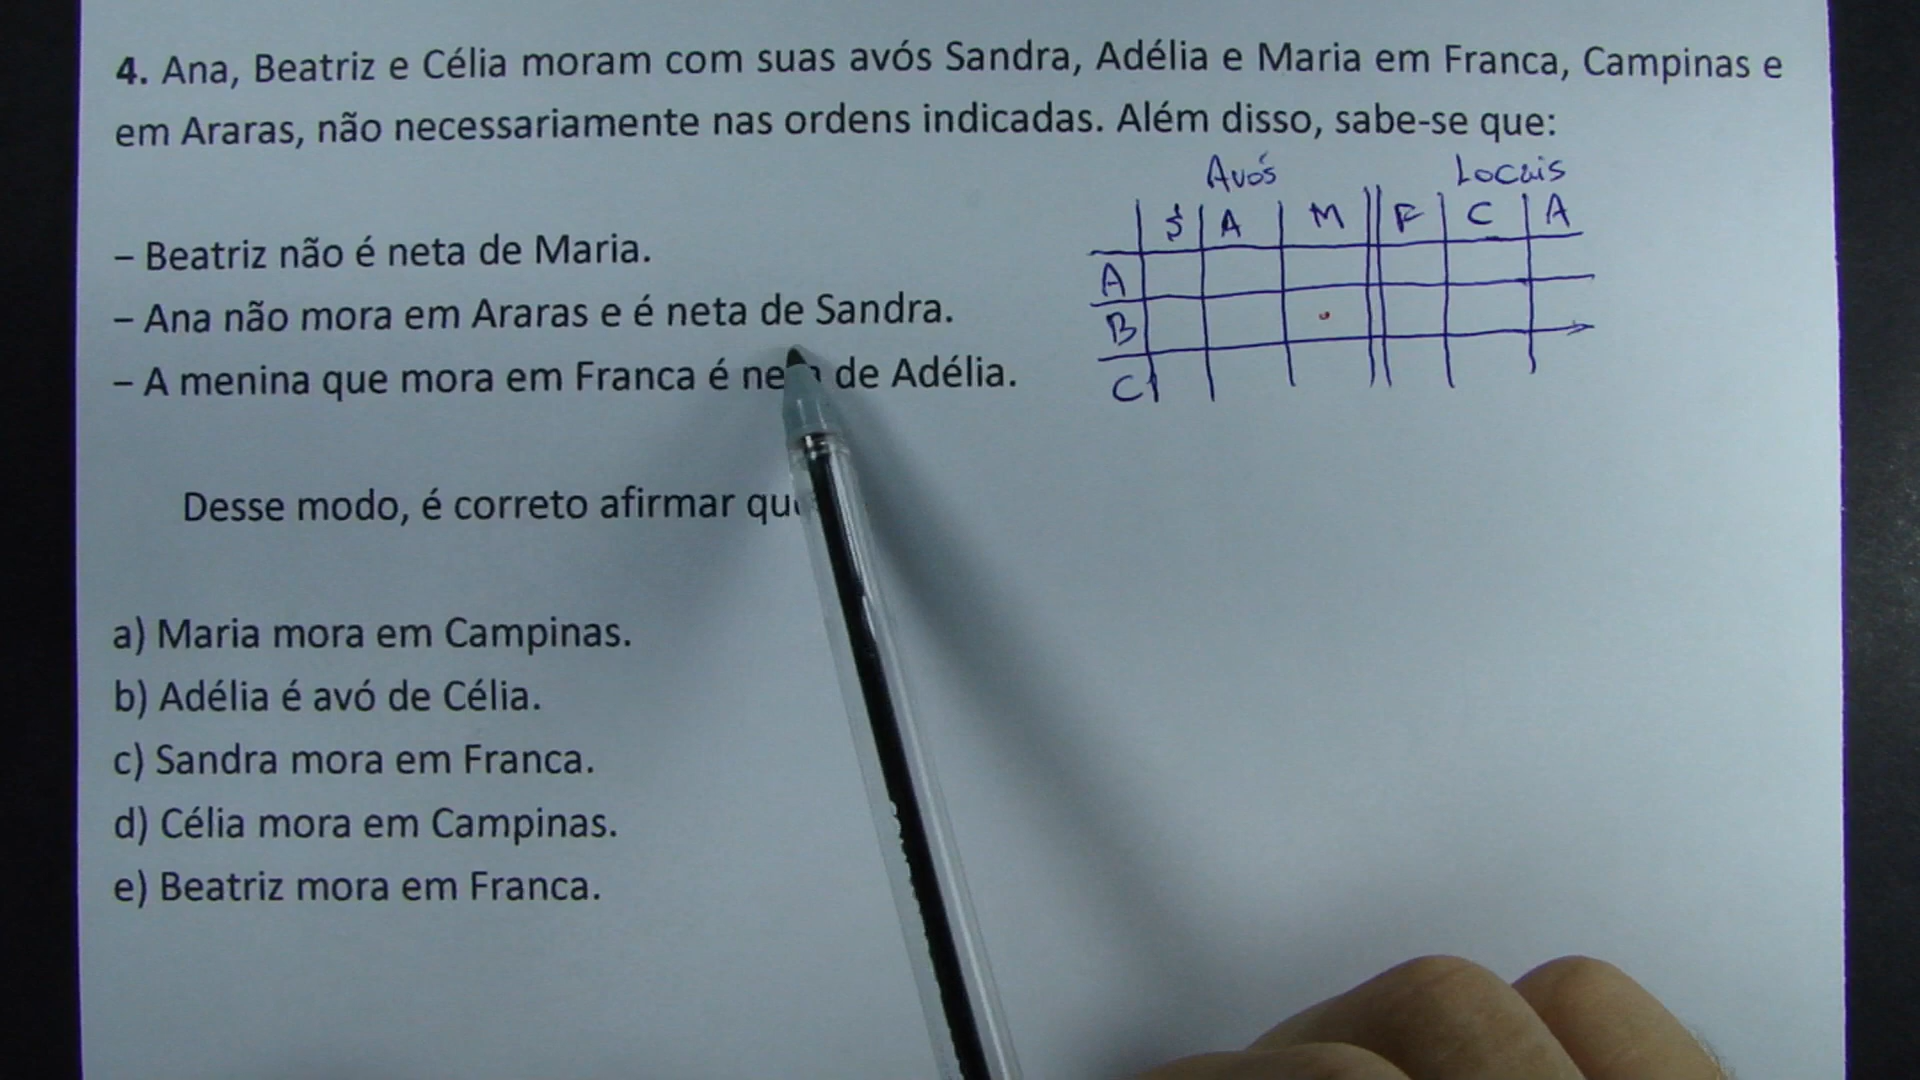 4. Ana, Beatriz e Célia moram com suas avós Sandra, Adélia e Maria em Franca, Campinas e
em Araras, não necessariamente nas ordens indicadas. Além disso, sabe-se que:
Avós Locais
S A M F C A
– Beatriz não é neta de Maria.
A
– Ana não mora em Araras e é neta de Sandra.
B
– A menina que mora em Franca é de Adélia.
C
Desse modo, é correto afirmar
a) Maria mora em Campinas.
b) Adélia é avó de Célia.
c) Sandra mora em Franca.
d) Célia mora em Campinas.
e) Beatriz mora em Franca.